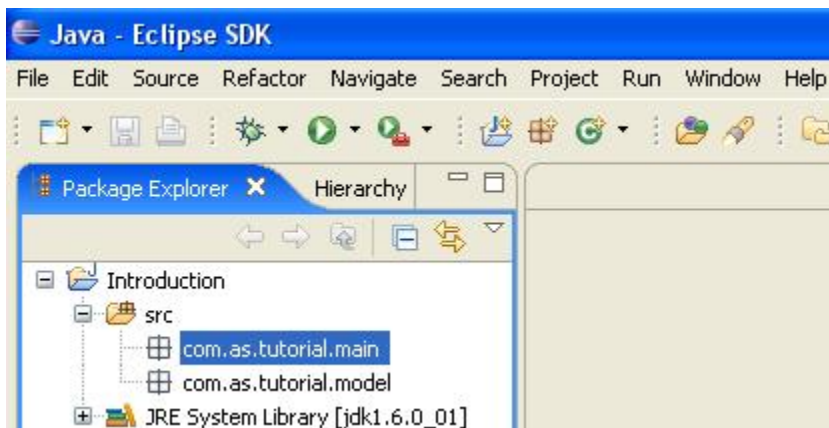 Java - Eclipse SDK
File Edit Source Refactor Navigate Search Project Run Window Help
Package Explorer Hierarchy
Introduction
src
com.as.tutorial.main
com.as.tutorial.model
JRE System Library [jdk1.6.0_01]